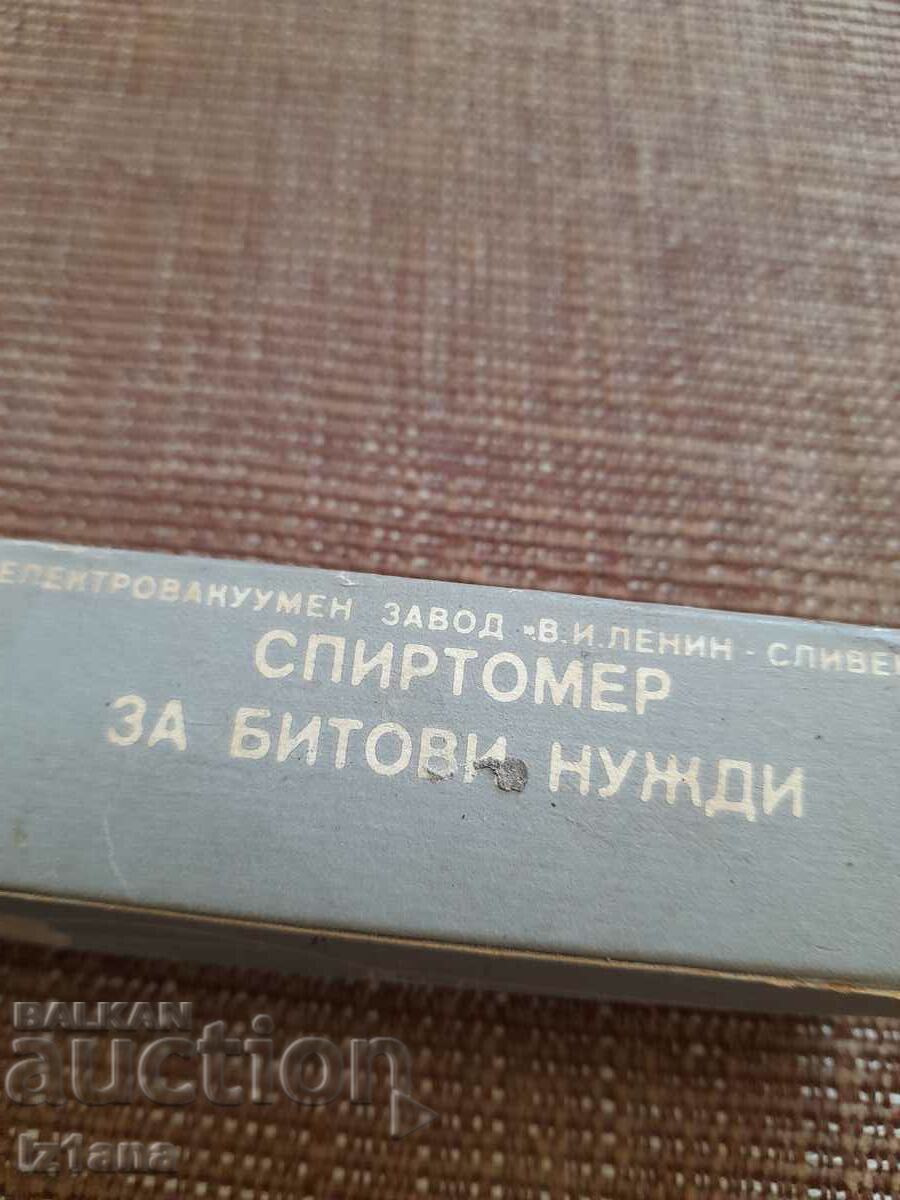 ЕЛЕКТРОВАКУУМЕН ЗАВОД „В.И.ЛЕНИН - СЛИВЕН
СПИРТОМЕР
ЗА БИТОВИ НУЖДИ
BALKAN
auction
iz1ana